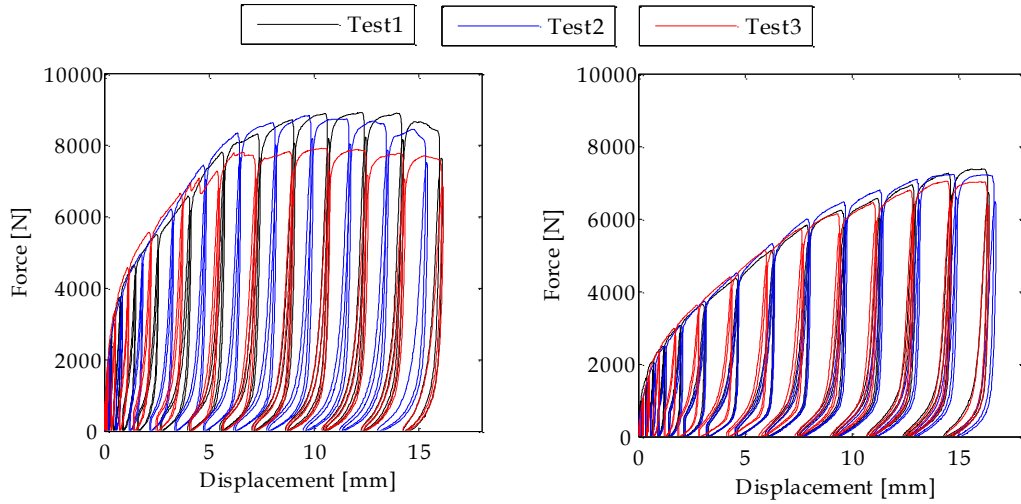 Test1 Test2 Test3
10000 10000
8000 8000
6000 6000
4000 4000
2000 2000
0 0
Force [N] Force [N]
0 5 10 15 0 5 10 15
Displacement [mm] Displacement [mm]